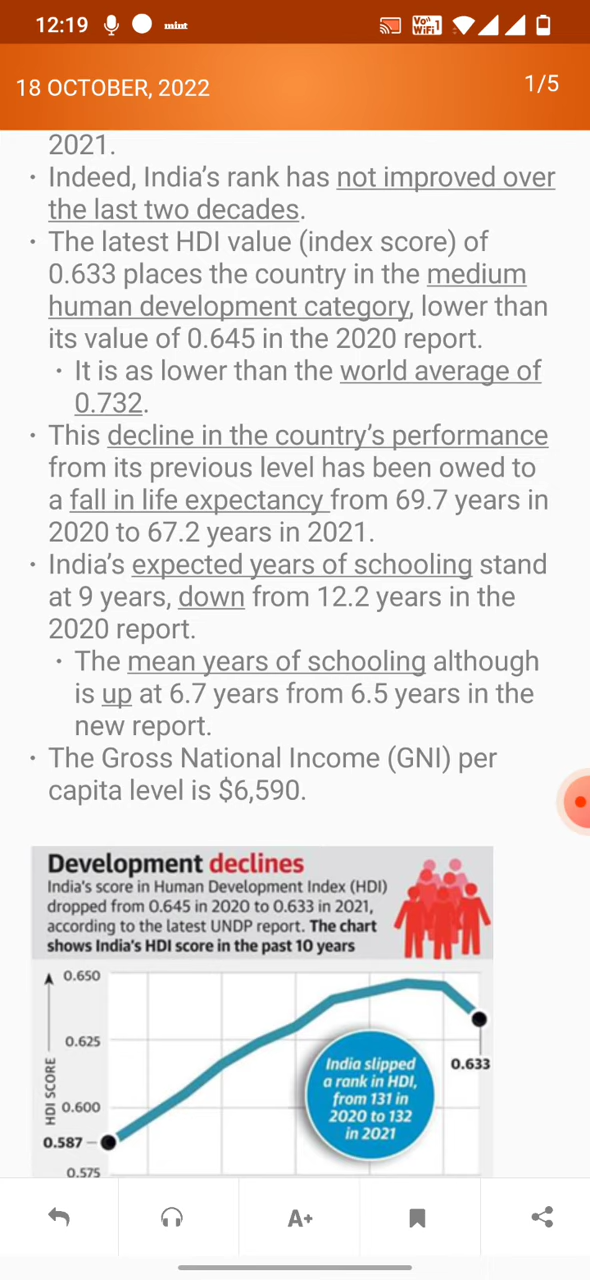 12:19 mint Vo)) WiFi 1
18 OCTOBER, 2022 1/5
2021.
• Indeed, India's rank has not improved over
the last two decades.
• The latest HDI value (index score) of
0.633 places the country in the medium
human development category, lower than
its value of 0.645 in the 2020 report.
• It is as lower than the world average of
0.732.
• This decline in the country's performance
from its previous level has been owed to
a fall in life expectancy from 69.7 years in
2020 to 67.2 years in 2021.
• India's expected years of schooling stand
at 9 years, down from 12.2 years in the
2020 report.
• The mean years of schooling although
is up at 6.7 years from 6.5 years in the
new report.
• The Gross National Income (GNI) per
capita level is $6,590.
Development declines
India's score in Human Development Index (HDI)
dropped from 0.645 in 2020 to 0.633 in 2021,
according to the latest UNDP report. The chart
shows India's HDI score in the past 10 years
0.650
0.625
HDI SCORE
0.600
0.587
0.575
India slipped
a rank in HDI,
from 131 in
2020 to 132
in 2021
0.633
A+